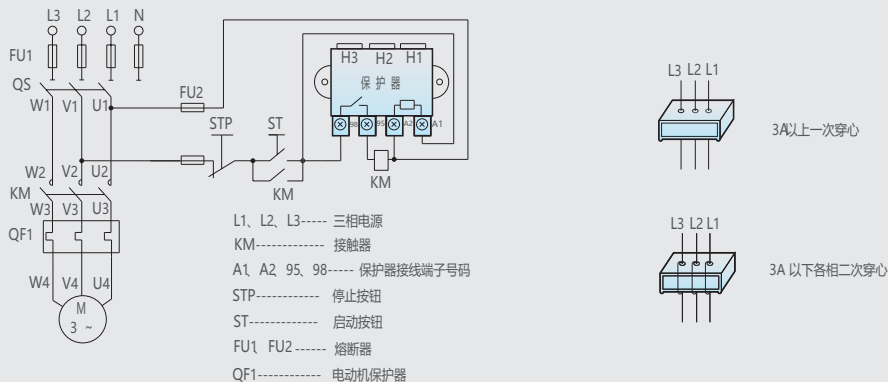 L3 L2 L1 N
FU1
QS
W1 V1 U1
FU2
STP ST
KM
H3 H2 H1
保护器
98 95 A2 A1
KM
W2 V2 U2
KM
W3 V3 U3
QF1
W4 V4 U4
M
3 ~
L1、L2、L3----- 三相电源
KM------------- 接触器
A1、A2、95、98----- 保护器接线端子号码
STP------------ 停止按钮
ST------------- 启动按钮
FU1、FU2------ 熔断器
QF1------------ 电动机保护器
L3 L2 L1
3A以上一次穿心
L3 L2 L1
3A 以下各相二次穿心